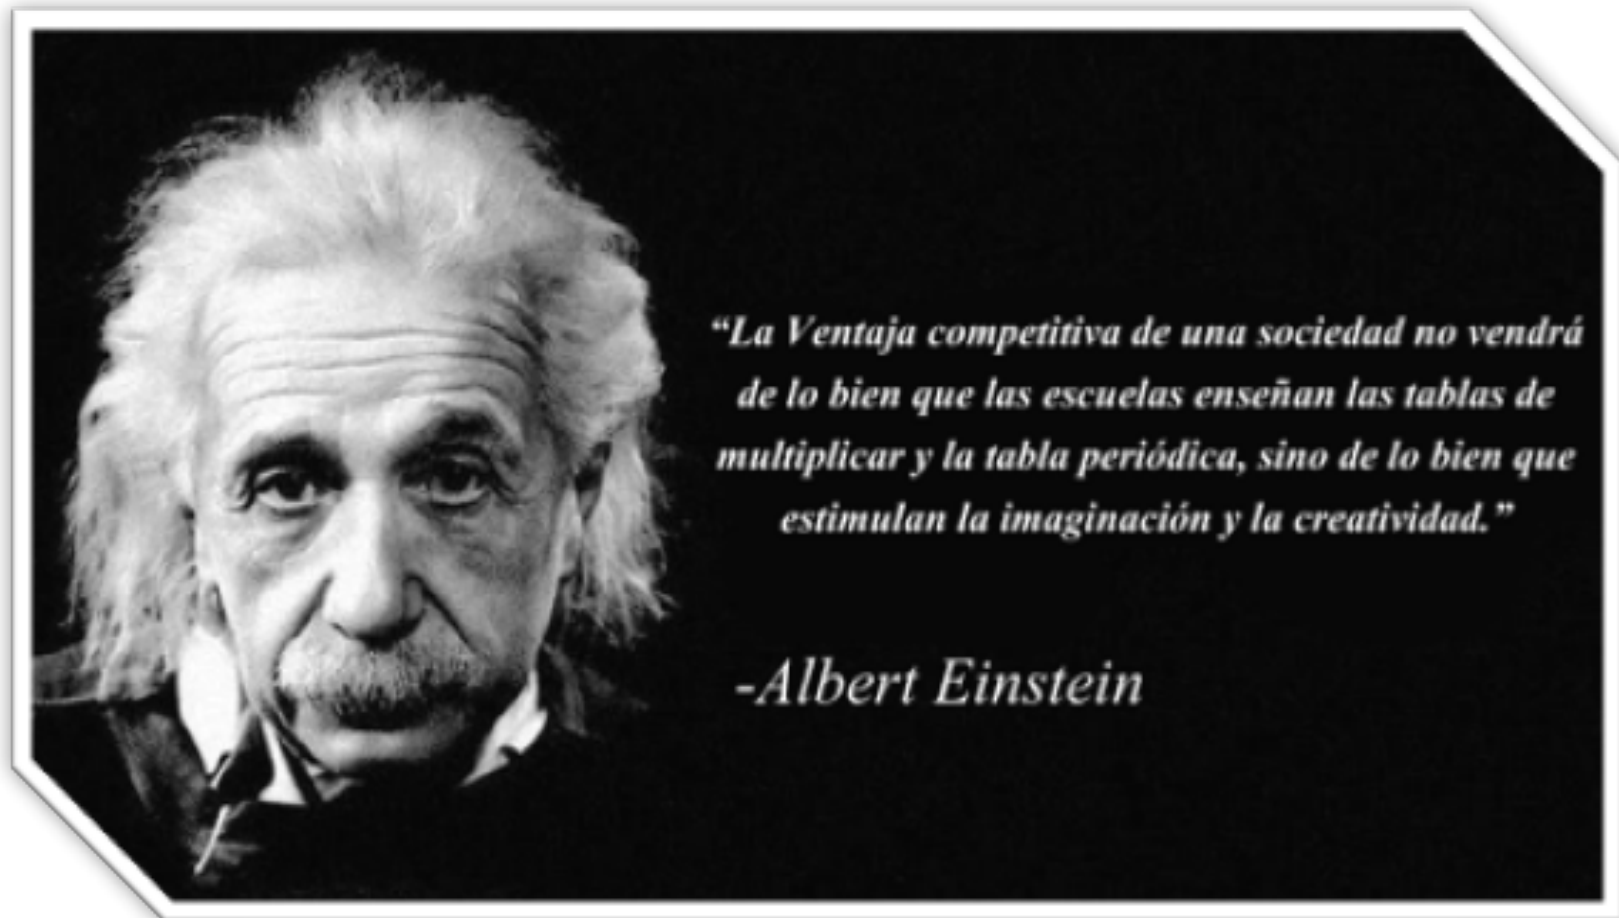 “La Ventaja competitiva de una sociedad no vendrá
de lo bien que las escuelas enseñan las tablas de
multiplicar y la tabla periódica, sino de lo bien que
estimulan la imaginación y la creatividad.”
-Albert Einstein